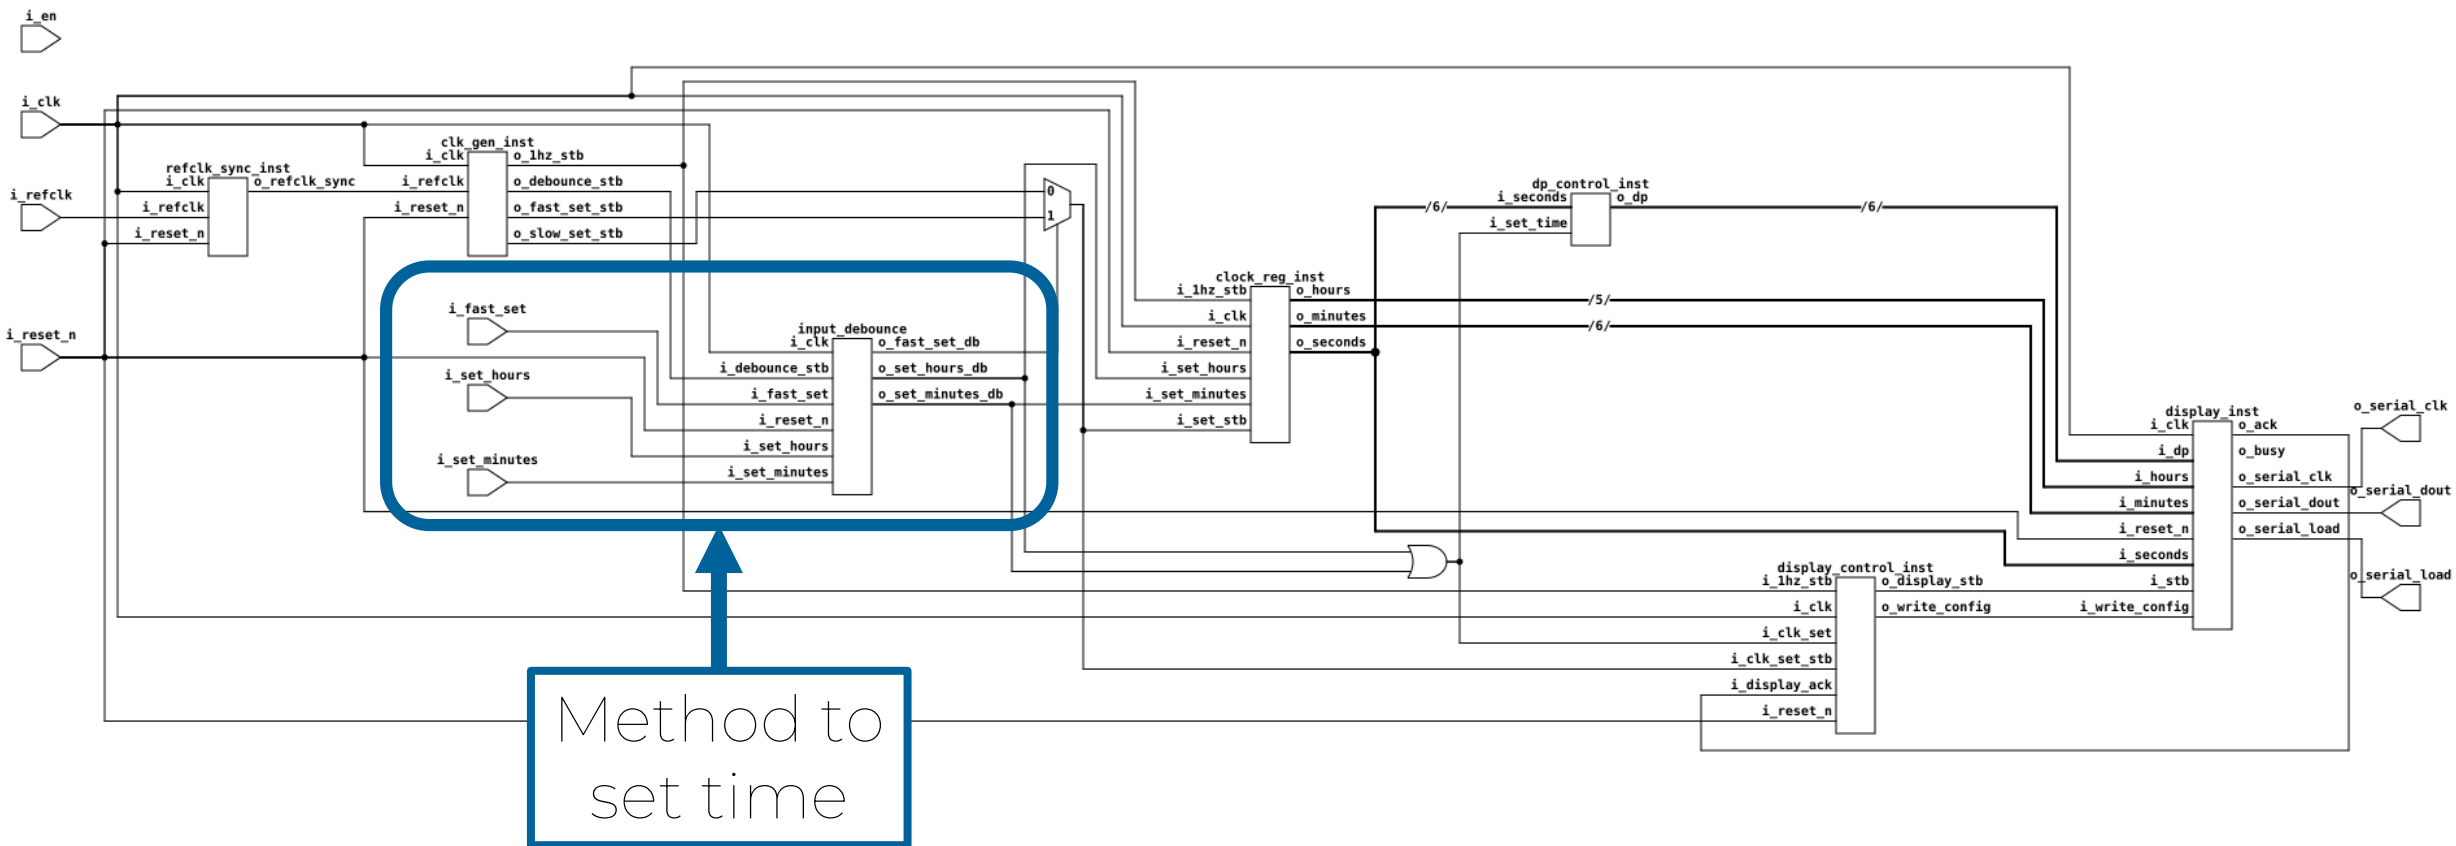 i_en
i_clk
i_refclk
i_reset_n
refclk_sync_inst
i_clk
o_refclk_sync
i_refclk
i_reset_n
clk_gen_inst
i_clk
o_1hz_stb
i_refclk
o_debounce_stb
i_reset_n
o_fast_set_stb
o_slow_set_stb
0
1
i_fast_set
i_set_hours
i_set_minutes
input_debounce
i_clk
o_fast_set_db
i_debounce_stb
o_set_hours_db
i_fast_set
o_set_minutes_db
i_reset_n
i_set_hours
i_set_minutes
clock_reg_inst
i_1hz_stb
o_hours
i_clk
o_minutes
i_reset_n
o_seconds
i_set_hours
i_set_minutes
i_set_stb
/6/
dp_control_inst
i_seconds
o_dp
i_set_time
/6/
/5/
/6/
display_control_inst
i_1hz_stb
o_display_stb
i_clk
o_write_config
i_clk_set
i_clk_set_stb
i_display_ack
i_reset_n
display_inst
i_clk
o_ack
i_dp
o_busy
i_hours
o_serial_clk
i_minutes
o_serial_dout
i_reset_n
o_serial_load
i_seconds
i_stb
i_write_config
o_serial_clk
o_serial_dout
o_serial_load
Method to
set time